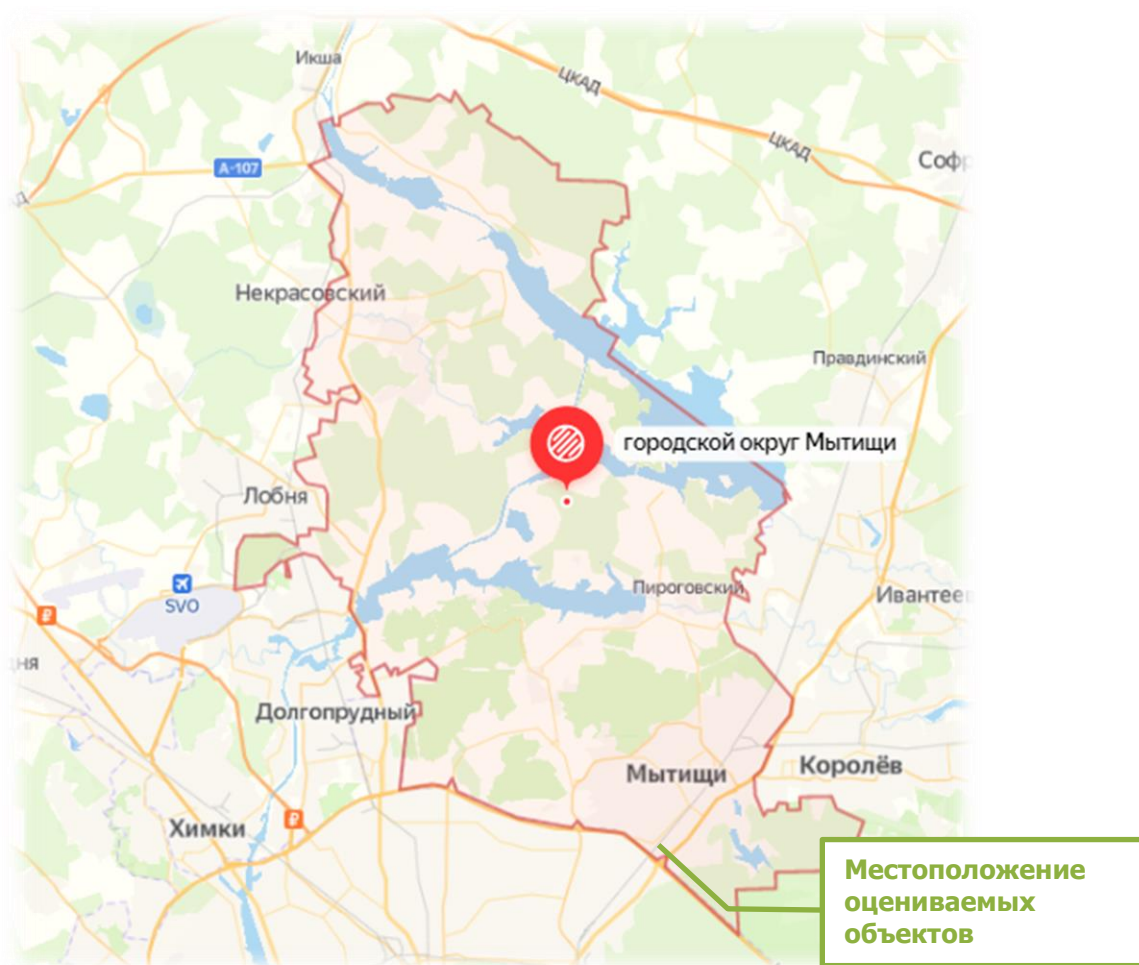 Икша
ЦКАД
ЦКАД
А-107
Соф
Некрасовский
Правдинский
городской округ Мытищи
Лобня
SVO
Пироговский
Ивантеев
Долгопрудный
Мытищи
Королёв
Химки
Местоположение
оцениваемых
объектов